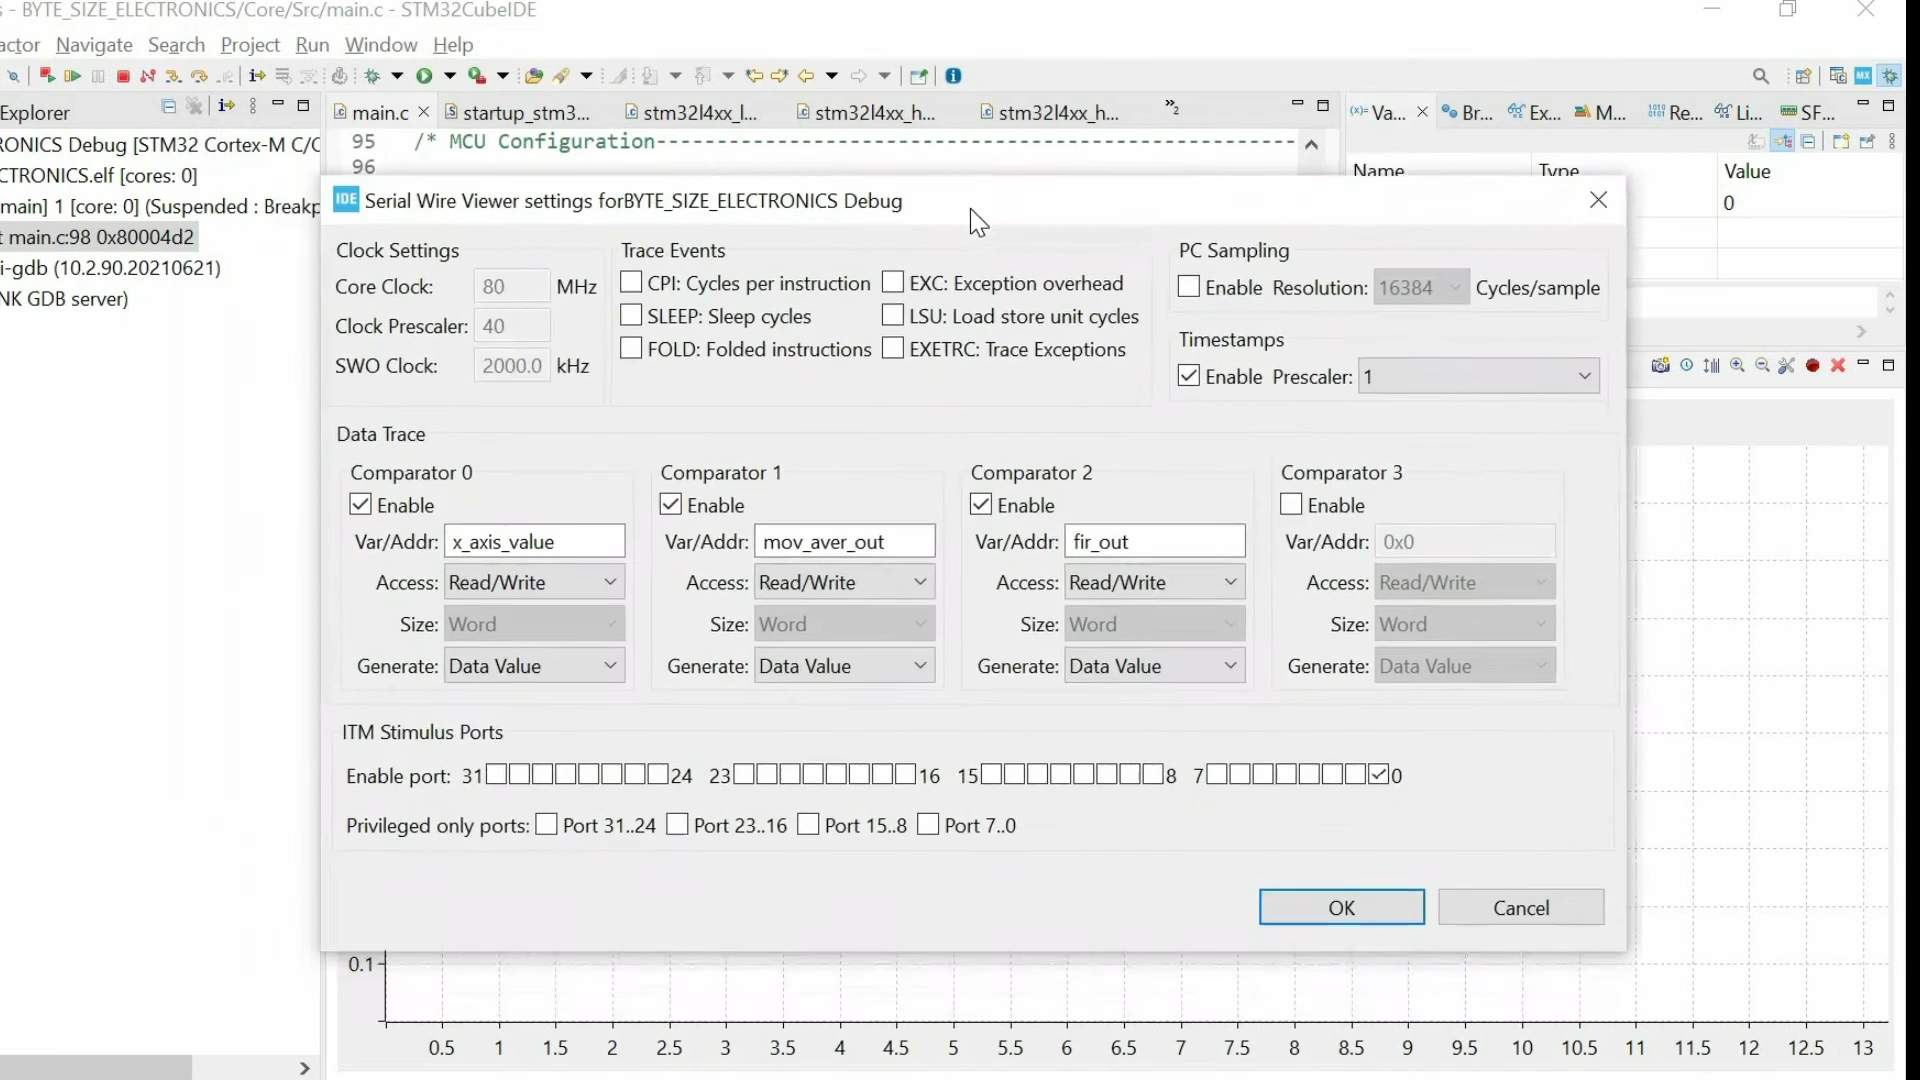 s - BYTE_SIZE_ELECTRONICS/Core/Src/main.c - STM32CubeIDE
actor Navigate Search Project Run Window Help
Explorer
main.c
startup_stm3...
stm32l4xx_l...
stm32l4xx_h...
stm32l4xx_h...
»2
(x)= Va...
Br...
Ex...
M...
Re...
Li...
SF...
RONICS Debug [STM32 Cortex-M C/C
CTRONICS.elf [cores: 0]
main] 1 [core: 0] (Suspended : Breakp
t main.c:98 0x80004d2
i-gdb (10.2.90.20210621)
NK GDB server)
95 /* MCU Configuration--------------------------------------------------------
96
Name Type Value
0
IDE Serial Wire Viewer settings forBYTE_SIZE_ELECTRONICS Debug
Clock Settings
Core Clock: 80 MHz
Clock Prescaler: 40
SWO Clock: 2000.0 kHz
Trace Events
CPI: Cycles per instruction EXC: Exception overhead
SLEEP: Sleep cycles LSU: Load store unit cycles
FOLD: Folded instructions EXETRC: Trace Exceptions
PC Sampling
Enable Resolution: 16384 Cycles/sample
Timestamps
Enable Prescaler: 1
Data Trace
Comparator 0
Enable
Var/Addr: x_axis_value
Access: Read/Write
Size: Word
Generate: Data Value
Comparator 1
Enable
Var/Addr: mov_aver_out
Access: Read/Write
Size: Word
Generate: Data Value
Comparator 2
Enable
Var/Addr: fir_out
Access: Read/Write
Size: Word
Generate: Data Value
Comparator 3
Enable
Var/Addr: 0x0
Access: Read/Write
Size: Word
Generate: Data Value
ITM Stimulus Ports
Enable port: 31 24 23 16 15 8 7 0
Privileged only ports: Port 31..24 Port 23..16 Port 15..8 Port 7..0
OK Cancel
0.1
0.5 1 1.5 2 2.5 3 3.5 4 4.5 5 5.5 6 6.5 7 7.5 8 8.5 9 9.5 10 10.5 11 11.5 12 12.5 13